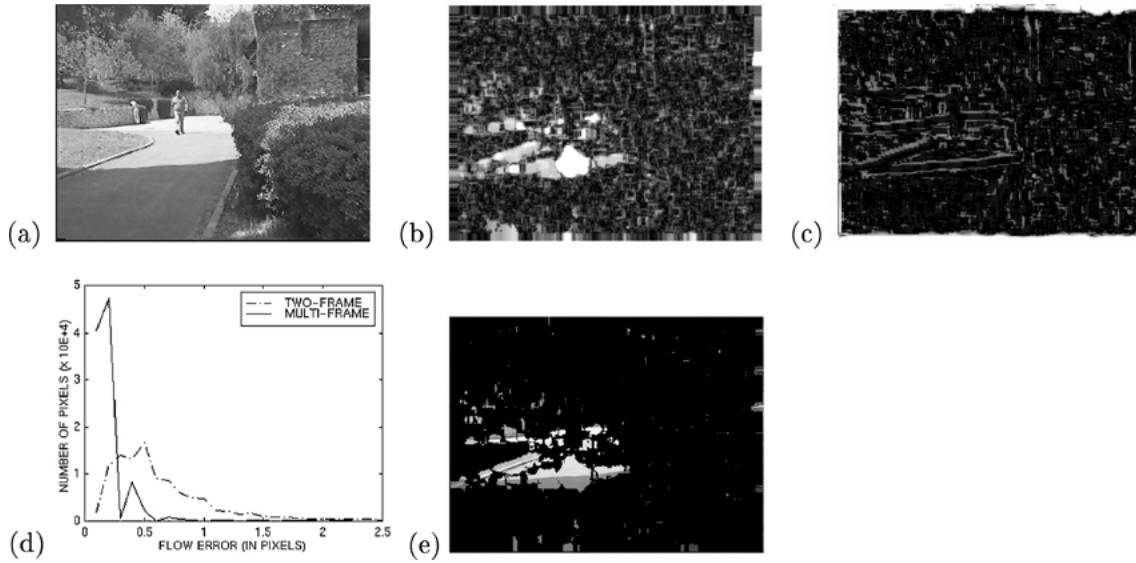 (a)
(b)
(c)
(d)
5
4
3
2
1
0
NUMBER OF PIXELS (x 10E+4)
TWO-FRAME
MULTI-FRAME
0 0.5 1 1.5 2 2.5
FLOW ERROR (IN PIXELS)
(e)